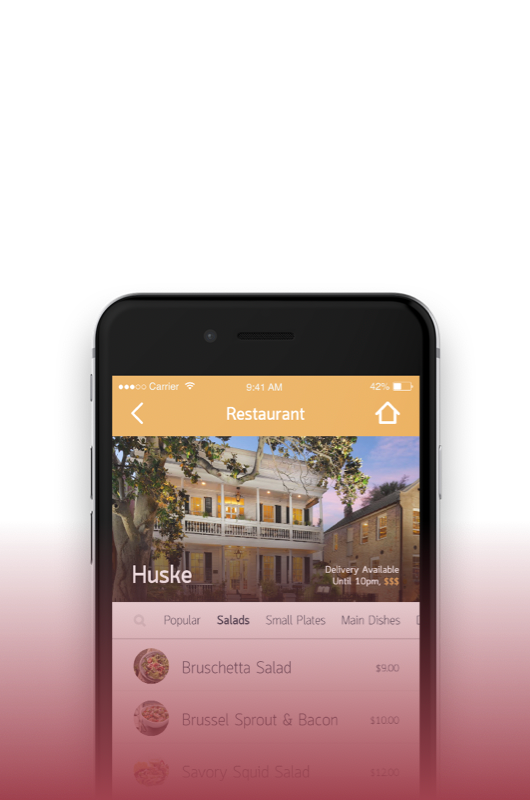 Carrier 9:41 AM 42%
Restaurant
Huske
Delivery Available
Until 10pm, $$$
Popular Salads Small Plates Main Dishes D
Bruschetta Salad $9.00
Brussel Sprout & Bacon $10.00
Savory Squid Salad $12.00